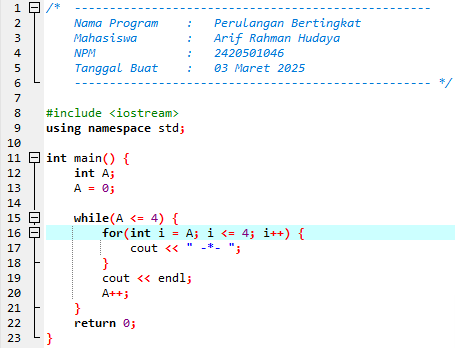 1 /* ---------------------------------------------------
2 Nama Program : Perulangan Bertingkat
3 Mahasiswa : Arif Rahman Hudaya
4 NPM : 2420501046
5 Tanggal Buat : 03 Maret 2025
6 --------------------------------------------------- */
7
8 #include <iostream>
9 using namespace std;
10
11 int main() {
12 int A;
13 A = 0;
14
15 while(A <= 4) {
16 for(int i = A; i <= 4; i++) {
17 cout << " -*- ";
18 }
19 cout << endl;
20 A++;
21 }
22 return 0;
23 }